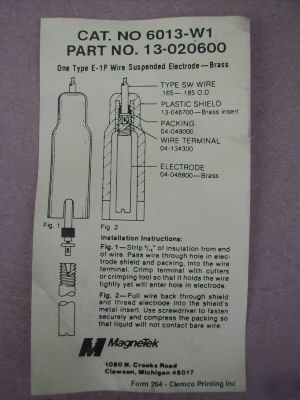 CAT. NO 6013-W1
PART NO. 13-020600
One Type E-1P Wire Suspended Electrode—Brass
TYPE SW WIRE
165—185 O.D.
PLASTIC SHIELD
13-048700—Brass insert
PACKING
04-049000
WIRE TERMINAL
04-134300
ELECTRODE
04-048800—Brass
Fig. 1
Fig 2
Installation Instructions:
Fig. 1—Strip of insulation from end
of wire. Pass wire through hole in elec-
trode shield and packing, into the wire
terminal. Crimp terminal with cutters
or crimping tool so that it holds the wire
tightly yet will enter hole in electrode.
Fig. 2—Pull wire back through shield
and thread electrode into the shield's
metal insert. Use screwdriver to fasten
securely and compress the packing so
that liquid will not contact bare wire.
MagneTek
1080 N. Crooks Road
Clawson, Michigan 48017
Form 264 - Clemco Printing Inc